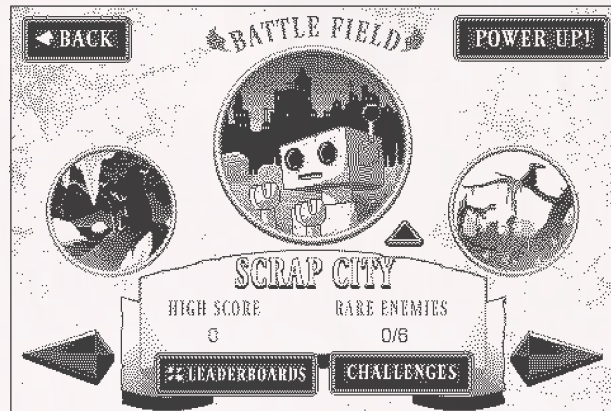 BACK
BATTLE FIELD
POWER UP!
SCRAP CITY
HIGH SCORE
RARE ENEMIES
0
0/6
LEADERBOARDS
CHALLENGES